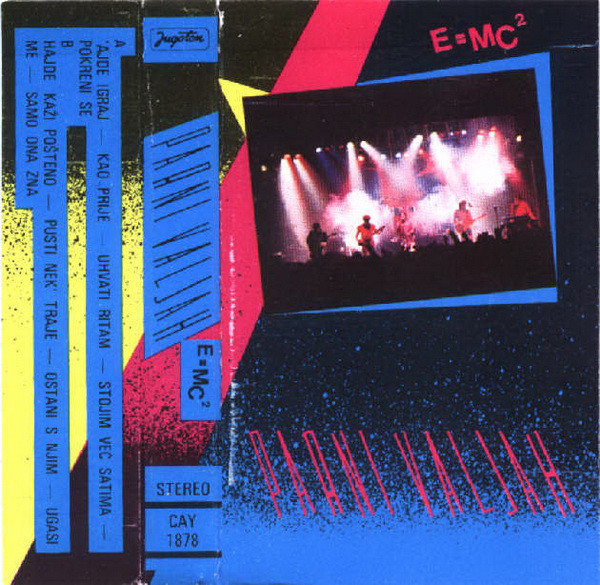 A
'AJDE IGRAJ — KAO PRIJE — UHVATI RITAM — STOJIM VEĆ SATIMA —
POKRENI SE
B
HAJDE KAŽI POŠTENO — PUSTI NEK' TRAJE — OSTANI S NJIM — UGASI
ME — SAMO ONA ZNA
Jugoton
PARNI VALJAK
E=MC²
STEREO
CAY
1878
E=MC²
PARNI VALJAK